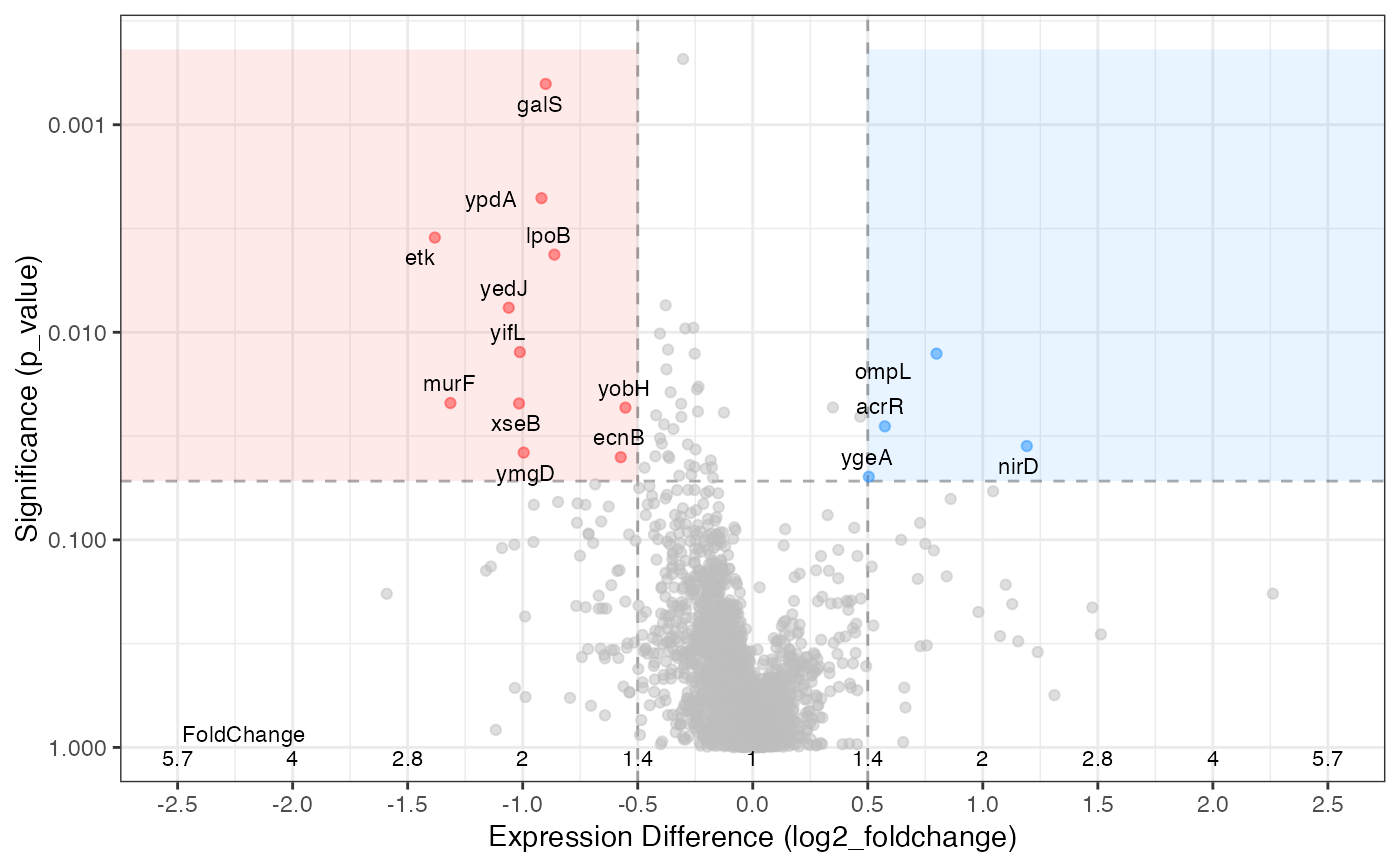 galS
0.001
ypdA
lpoB
etk
yedJ
0.010
yifL
ompL
murF
yobH
acrR
xseB
ecnB
ygeA
nirD
ymgD
0.100
FoldChange
1.000
5.7 4 2.8 2 1.4 1 1.4 2 2.8 4 5.7
-2.5 -2.0 -1.5 -1.0 -0.5 0.0 0.5 1.0 1.5 2.0 2.5
Expression Difference (log2_foldchange)
Significance (p_value)